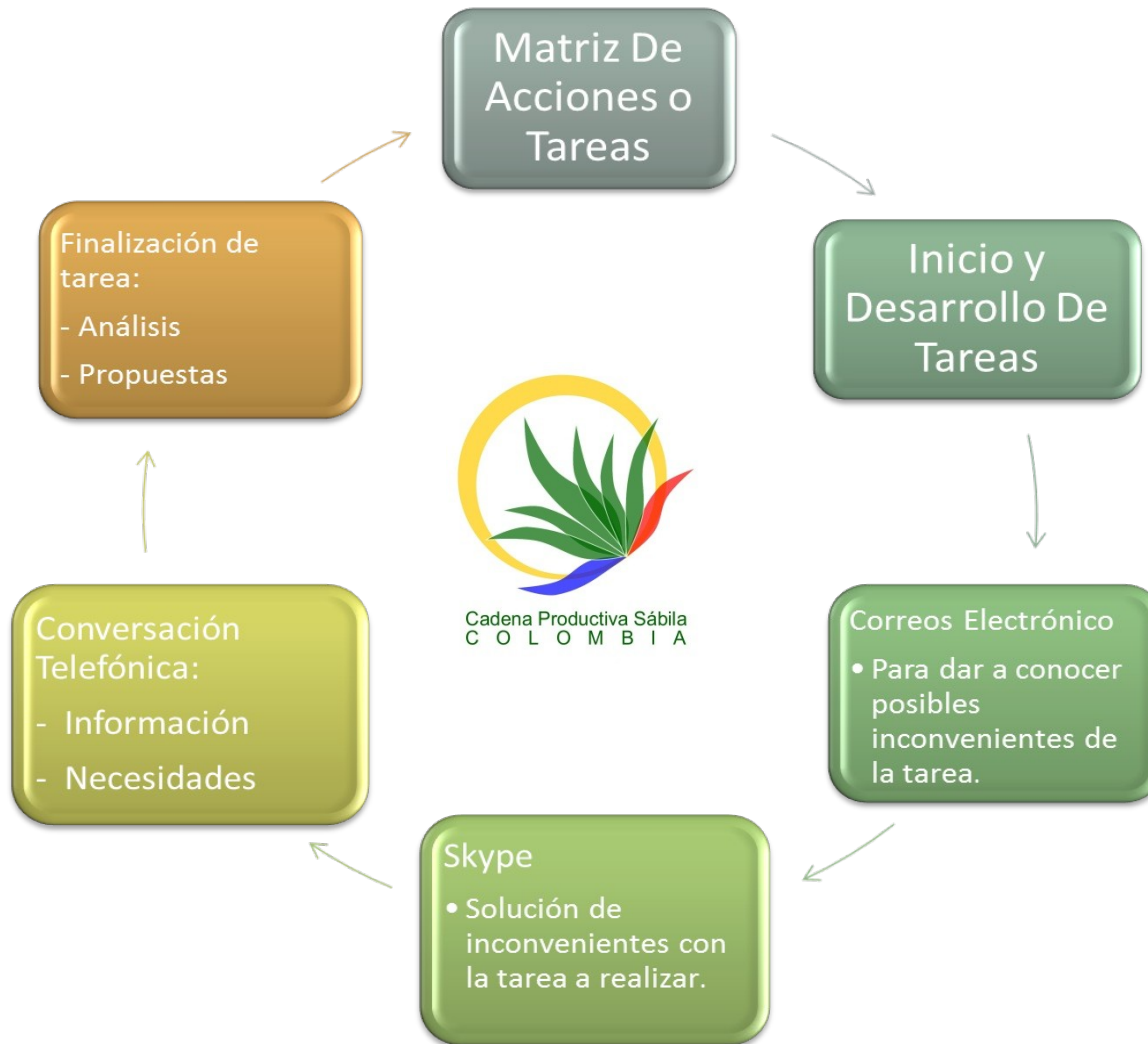 Matriz De
Acciones o
Tareas
Inicio y
Desarrollo De
Tareas
Correos Electrónico
• Para dar a conocer
posibles
inconvenientes de
la tarea.
Skype
• Solución de
inconvenientes con
la tarea a realizar.
Conversación
Telefónica:
- Información
- Necesidades
Finalización de
tarea:
- Análisis
- Propuestas
Cadena Productiva Sábila
COLOMBIA